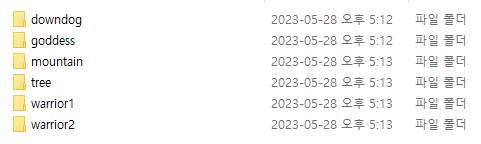 downdog 2023-05-28 오후 5:12 파일 폴더
goddess 2023-05-28 오후 5:12 파일 폴더
mountain 2023-05-28 오후 5:13 파일 폴더
tree 2023-05-28 오후 5:13 파일 폴더
warrior1 2023-05-28 오후 5:13 파일 폴더
warrior2 2023-05-28 오후 5:13 파일 폴더